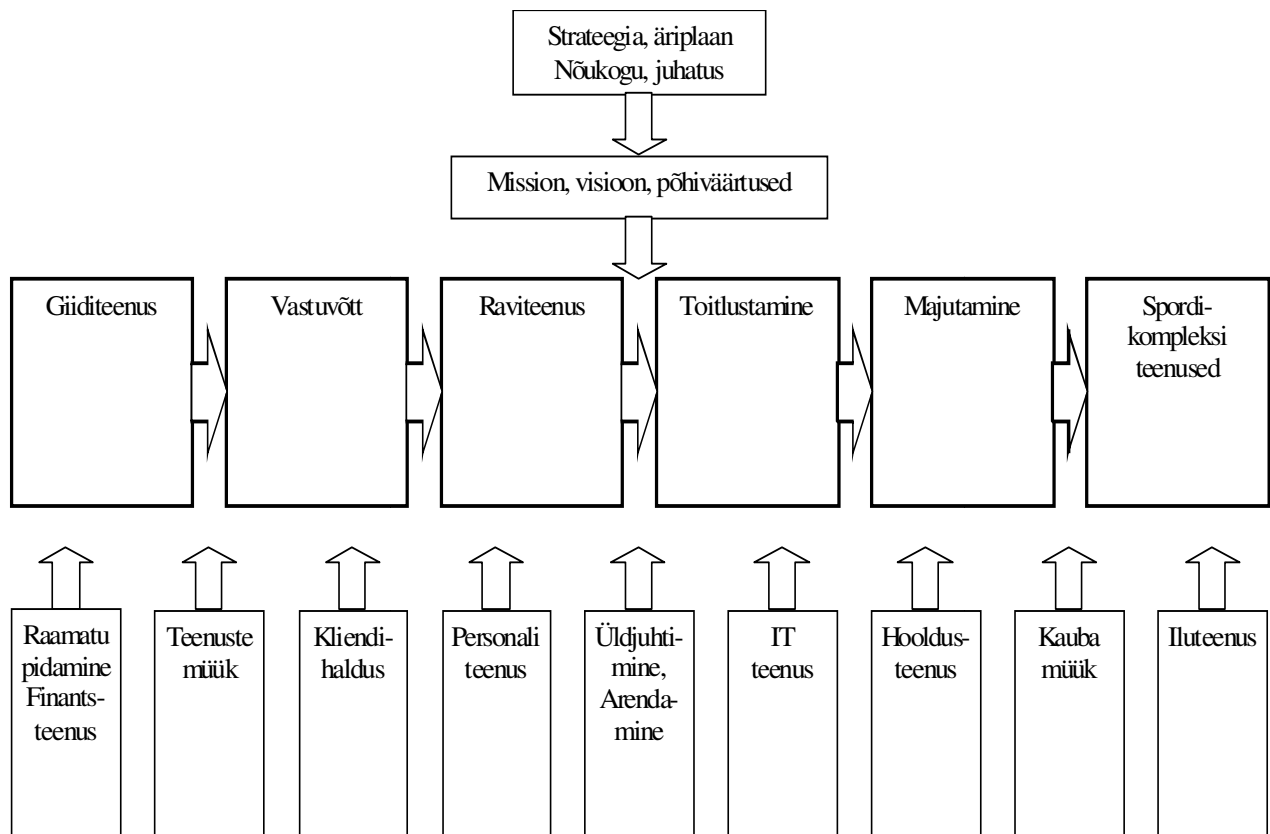 Strateegia, äriplaan
Nõukogu, juhatus
Mission, visioon, põhiväärtused
Giiditeenus
Vastuvõtt
Raviteenus
Toitlustamine
Majutamine
Spordi-
kompleksi
teenused
Raamatu
pidamine
Finants-
teenus
Teenuste
müük
Kliendi-
haldus
Personali
teenus
Üldjuhti-
mine,
Arenda-
mine
IT
teenus
Hooldus-
teenus
Kauba
müük
Iluteenus